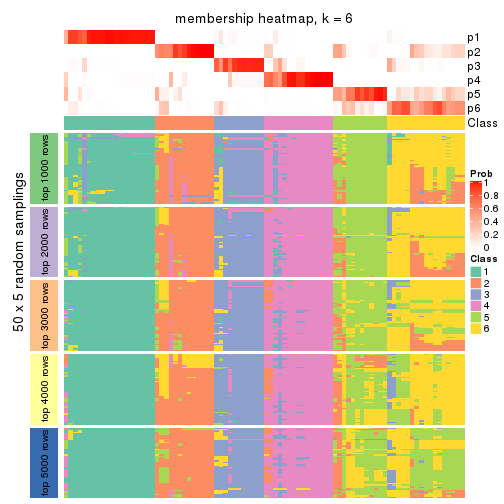 membership heatmap, k = 6
p1
p2
p3
p4
p5
p6
Class
50 x 5 random samplings
top 1000 rows
top 2000 rows
top 3000 rows
top 4000 rows
top 5000 rows
Prob
1
0.8
0.6
0.4
0.2
0
Class
1
2
3
4
5
6